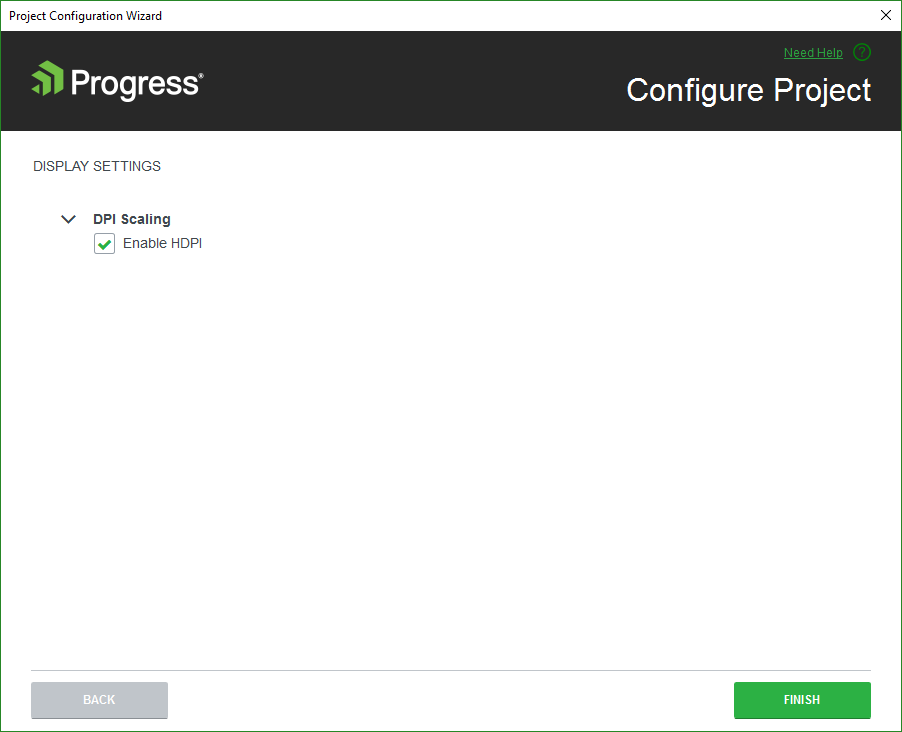 Project Configuration Wizard
Need Help ?
Progress®
Configure Project
DISPLAY SETTINGS
DPI Scaling
Enable HDPI
BACK
FINISH